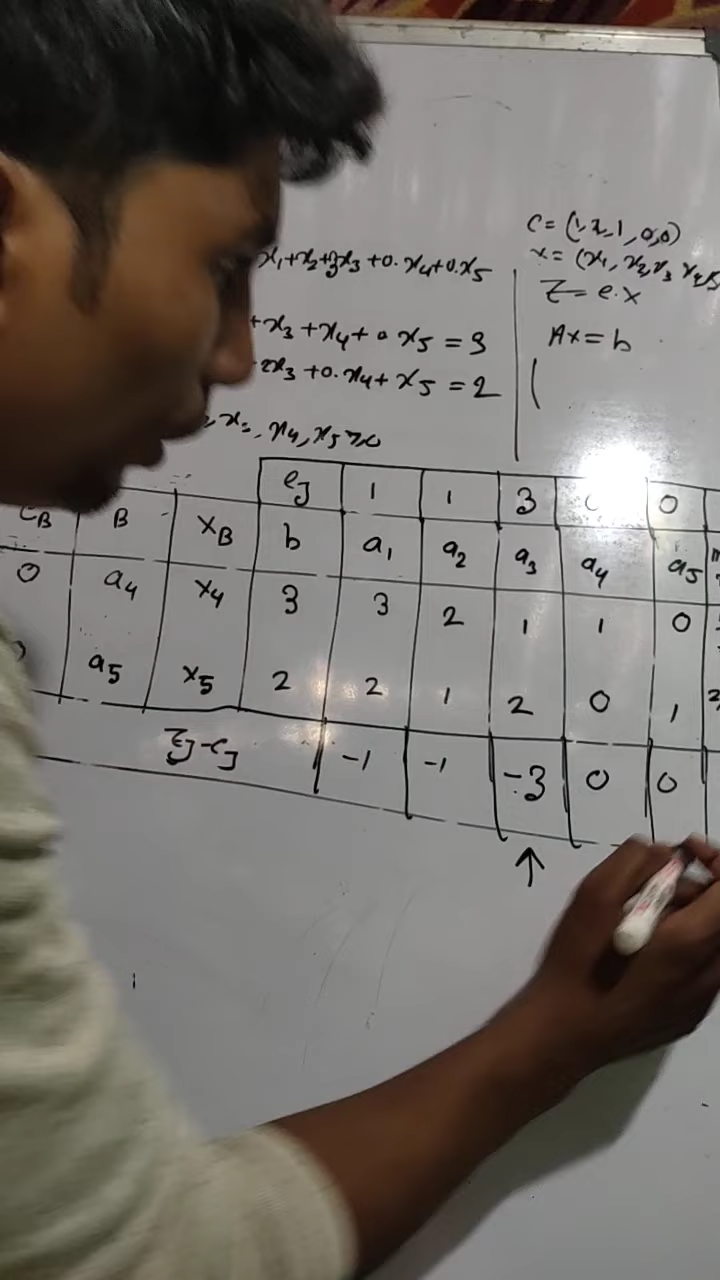 C = (1, 1, 1, 0, 0)
x₁+x₂+3x₃+0.x₄+0.x₅
x = (x₁, x₂, x₃ x₄
Z = c.x
+x₃+x₄+0 x₅ = 3
Ax = b
2x₃+0.x₄+x₅ = 2
(
x₄, x₅ ≥ 0
cJ 1 1 3 0
CB B XB b a₁ a₂ a₃ a₄ a₅
0 a₄ x₄ 3 3 2 1 1 0
a₅ x₅ 2 2 1 2 0 1
-1 -1 -3 0 0
↑